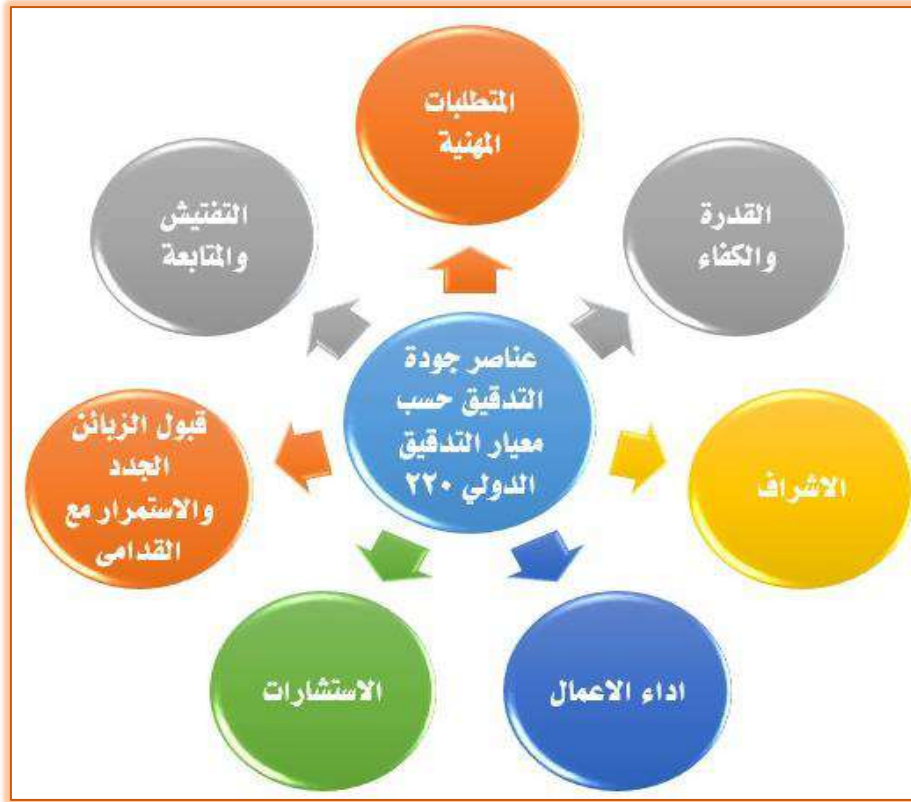 المتطلبات
المهنية
القدرة
والكفاء
التفتيش
والمتابعة
عناصر جودة
التدقيق حسب
معيار التدقيق
الدولي ٢٢٠
قبول الزبائن
الجدد
والاستمرار مع
القدامى
الاشراف
الاستشارات
اداء الاعمال